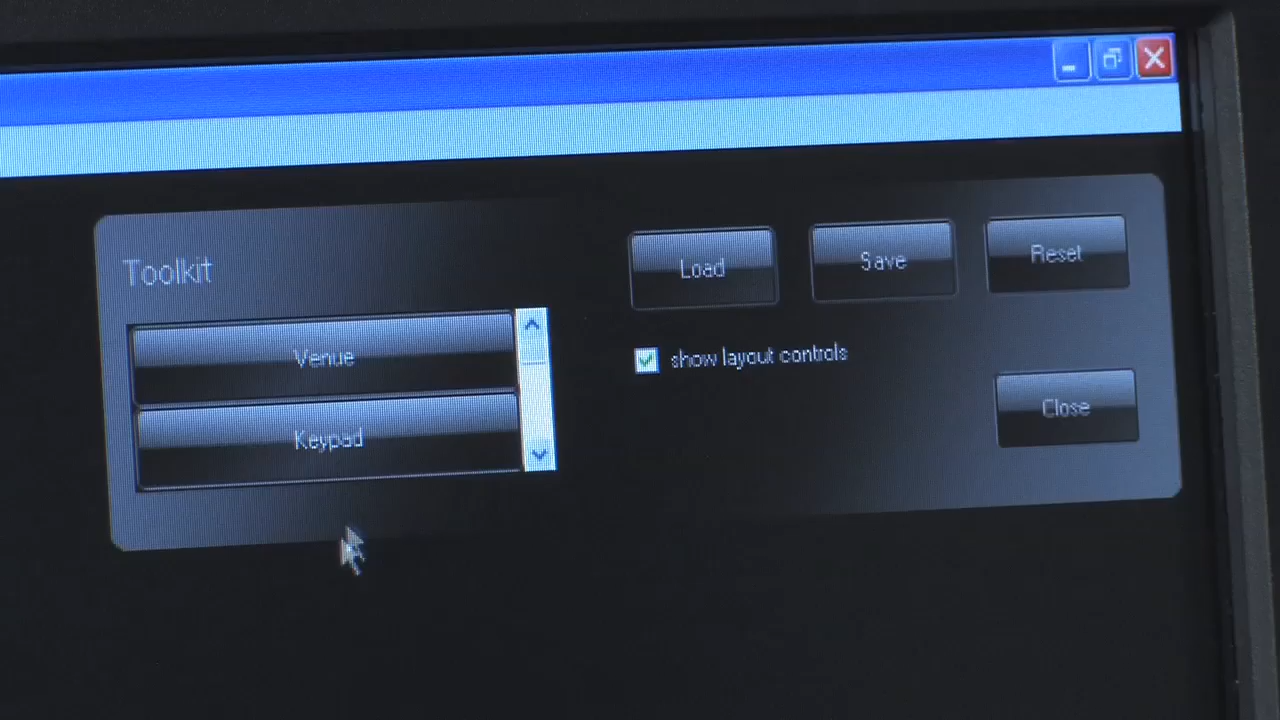 Toolkit
Load
Save
Reset
Venue
show layout controls
Keypad
Close